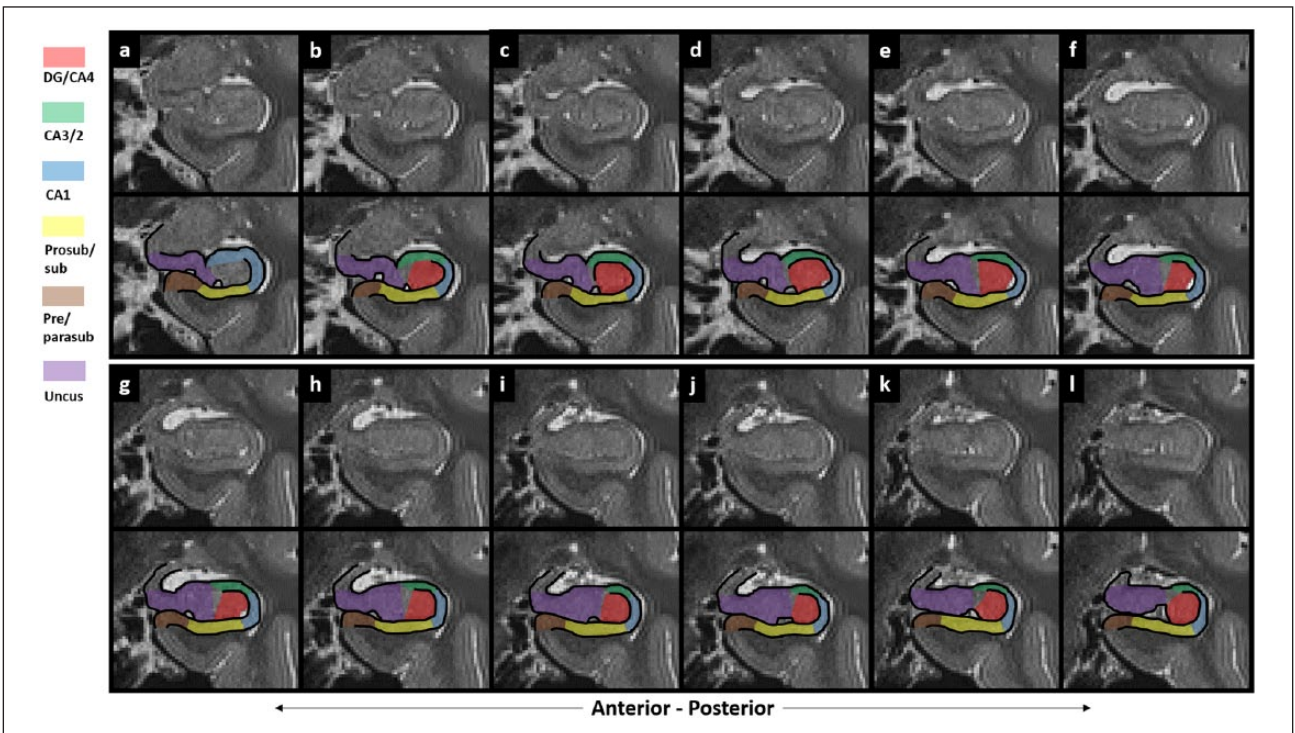 DG/CA4
CA3/2
CA1
Prosub/
sub
Pre/
parasub
Uncus
a b c d e f
g h i j k l
Anterior - Posterior